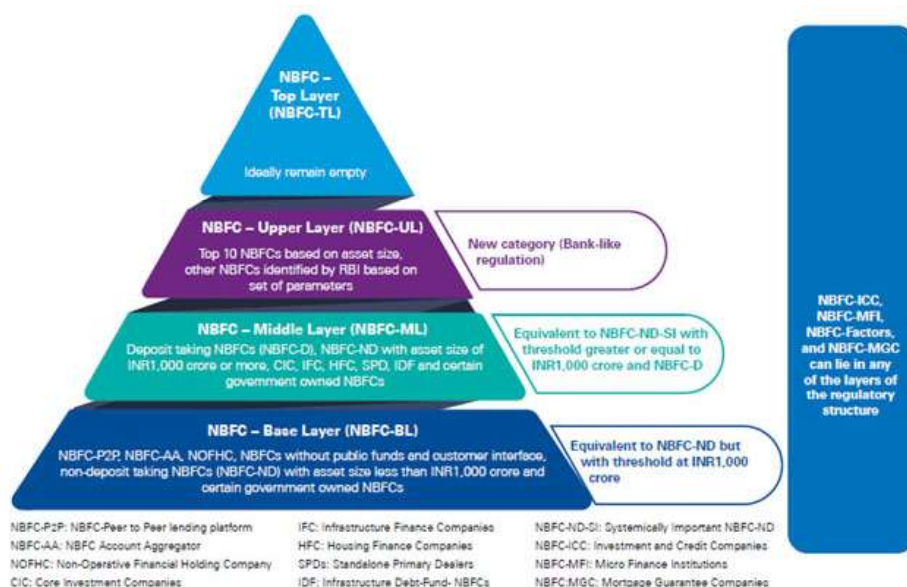 NBFC –
Top Layer
(NBFC-TL)
Ideally remain empty
NBFC – Upper Layer (NBFC-UL)
Top 10 NBFCs based on asset size,
other NBFCs identified by RBI based on
set of parameters
New category (Bank-like
regulation)
NBFC – Middle Layer (NBFC-ML)
Deposit taking NBFCs (NBFC-D), NBFC-ND with asset size of
INR1,000 crore or more, CIC, IFC, HFC, SPD, IDF and certain
government owned NBFCs
Equivalent to NBFC-ND-SI with
threshold greater or equal to
INR1,000 crore and NBFC-D
NBFC – Base Layer (NBFC-BL)
NBFC-P2P, NBFC-AA, NOFHC, NBFCs without public funds and customer interface,
non-deposit taking NBFCs (NBFC-ND) with asset size less than INR1,000 crore and
certain government owned NBFCs
Equivalent to NBFC-ND but
with threshold at INR1,000
crore
NBFC-ICC,
NBFC-MFI,
NBFC-Factors,
and NBFC-MGC
can lie in any
of the layers of
the regulatory
structure
NBFC-P2P: NBFC-Peer to Peer lending platform
NBFC-AA: NBFC Account Aggregator
NOFHC: Non-Operative Financial Holding Company
CIC: Core Investment Companies
IFC: Infrastructure Finance Companies
HFC: Housing Finance Companies
SPDs: Standalone Primary Dealers
IDF: Infrastructure Debt-Fund- NBFCs
NBFC-ND-SI: Systemically Important NBFC-ND
NBFC-ICC: Investment and Credit Companies
NBFC-MFI: Micro Finance Institutions
NBFC:MGC: Mortgage Guarantee Companies